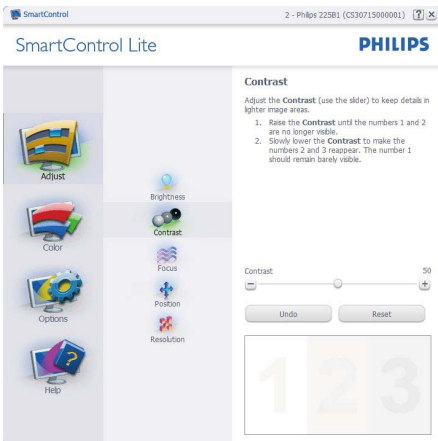 SmartControl
2 - Philips 225B1 (CS30715000001)
SmartControl Lite
PHILIPS
Adjust
Color
Options
Help
Brightness
Contrast
Focus
Position
Resolution
Contrast
Adjust the Contrast (use the slider) to keep details in
lighter image areas.
1. Raise the Contrast until the numbers 1 and 2
are no longer visible.
2. Slowly lower the Contrast to make the
numbers 2 and 3 reappear. The number 1
should remain barely visible.
Contrast 50
Undo
Reset
1 2 3